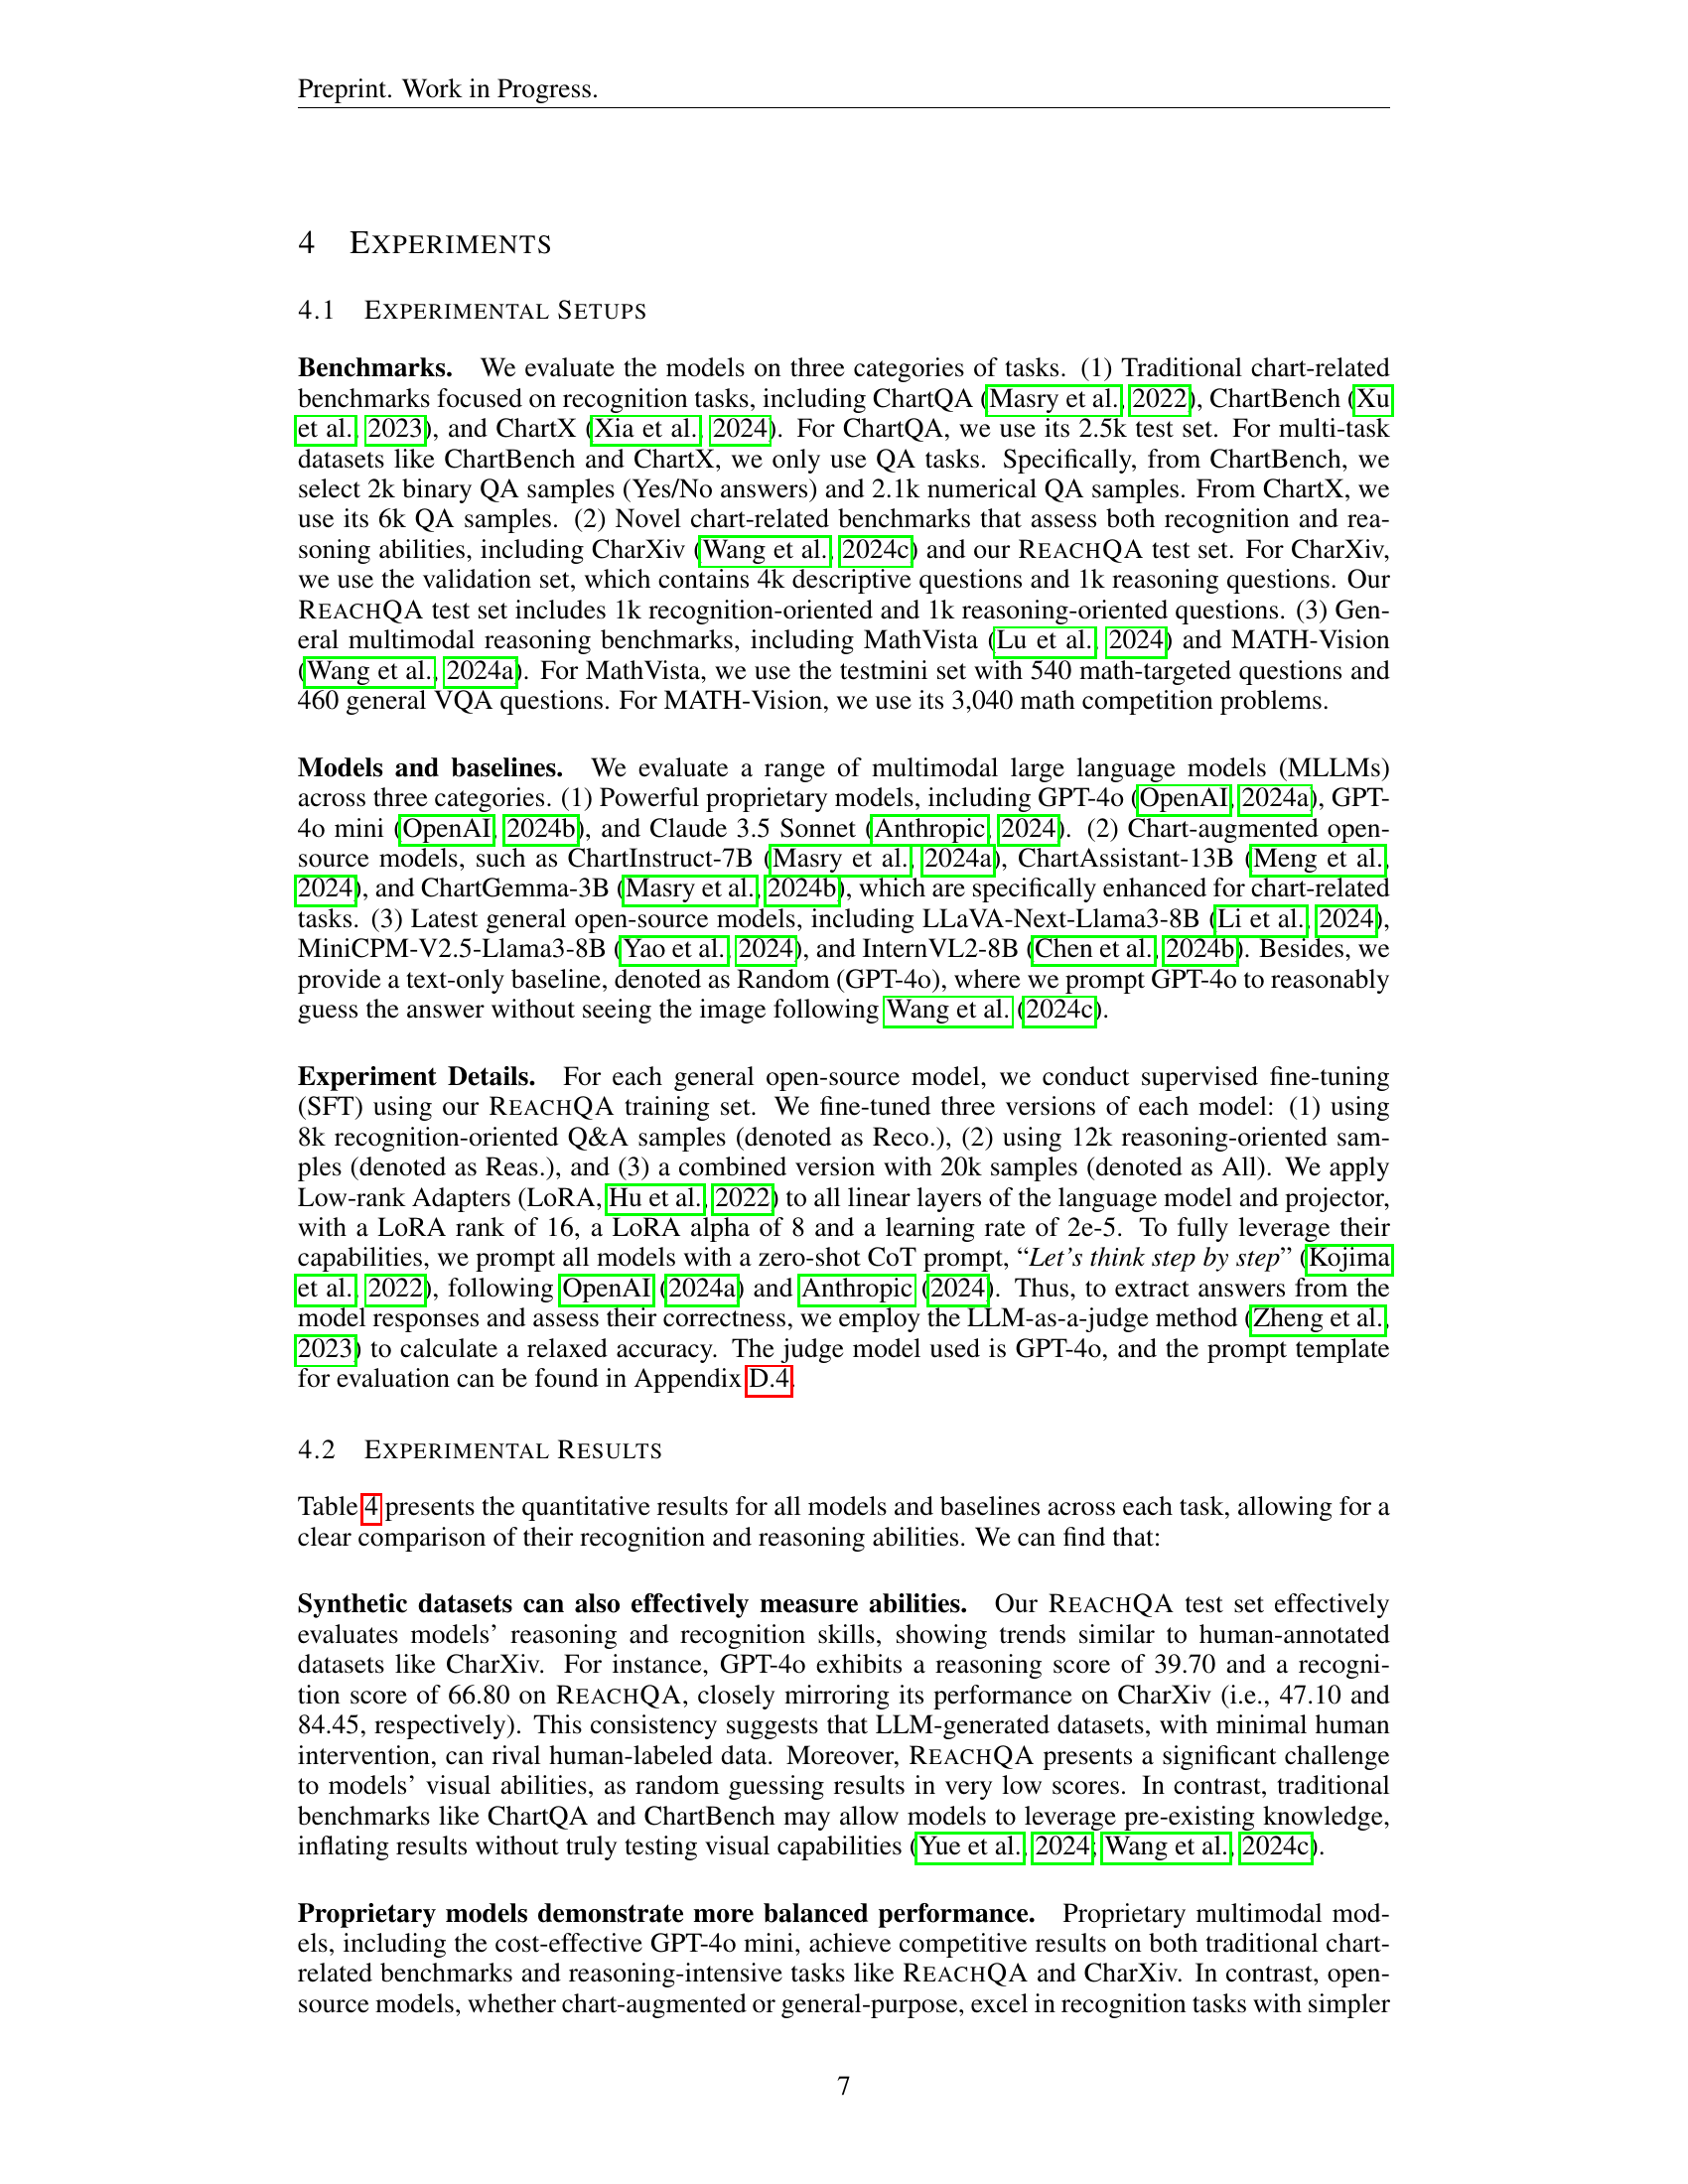 Preprint. Work in Progress.
4 EXPERIMENTS
4.1 EXPERIMENTAL SETUPS
Benchmarks. We evaluate the models on three categories of tasks. (1) Traditional chart-related
benchmarks focused on recognition tasks, including ChartQA (Masry et al., 2022), ChartBench (Xu
et al., 2023), and ChartX (Xia et al., 2024). For ChartQA, we use its 2.5k test set. For multi-task
datasets like ChartBench and ChartX, we only use QA tasks. Specifically, from ChartBench, we
select 2k binary QA samples (Yes/No answers) and 2.1k numerical QA samples. From ChartX, we
use its 6k QA samples. (2) Novel chart-related benchmarks that assess both recognition and rea-
soning abilities, including CharXiv (Wang et al., 2024c) and our REACHQA test set. For CharXiv,
we use the validation set, which contains 4k descriptive questions and 1k reasoning questions. Our
REACHQA test set includes 1k recognition-oriented and 1k reasoning-oriented questions. (3) Gen-
eral multimodal reasoning benchmarks, including MathVista (Lu et al., 2024) and MATH-Vision
(Wang et al., 2024a). For MathVista, we use the testmini set with 540 math-targeted questions and
460 general VQA questions. For MATH-Vision, we use its 3,040 math competition problems.
Models and baselines. We evaluate a range of multimodal large language models (MLLMs)
across three categories. (1) Powerful proprietary models, including GPT-4o (OpenAI, 2024a), GPT-
4o mini (OpenAI, 2024b), and Claude 3.5 Sonnet (Anthropic, 2024). (2) Chart-augmented open-
source models, such as ChartInstruct-7B (Masry et al., 2024a), ChartAssistant-13B (Meng et al.,
2024), and ChartGemma-3B (Masry et al., 2024b), which are specifically enhanced for chart-related
tasks. (3) Latest general open-source models, including LLaVA-Next-Llama3-8B (Li et al., 2024),
MiniCPM-V2.5-Llama3-8B (Yao et al., 2024), and InternVL2-8B (Chen et al., 2024b). Besides, we
provide a text-only baseline, denoted as Random (GPT-4o), where we prompt GPT-4o to reasonably
guess the answer without seeing the image following Wang et al. (2024c).
Experiment Details. For each general open-source model, we conduct supervised fine-tuning
(SFT) using our REACHQA training set. We fine-tuned three versions of each model: (1) using
8k recognition-oriented Q&A samples (denoted as Reco.), (2) using 12k reasoning-oriented sam-
ples (denoted as Reas.), and (3) a combined version with 20k samples (denoted as All). We apply
Low-rank Adapters (LoRA, Hu et al., 2022) to all linear layers of the language model and projector,
with a LoRA rank of 16, a LoRA alpha of 8 and a learning rate of 2e-5. To fully leverage their
capabilities, we prompt all models with a zero-shot CoT prompt, “Let’s think step by step” (Kojima
et al., 2022), following OpenAI (2024a) and Anthropic (2024). Thus, to extract answers from the
model responses and assess their correctness, we employ the LLM-as-a-judge method (Zheng et al.,
2023) to calculate a relaxed accuracy. The judge model used is GPT-4o, and the prompt template
for evaluation can be found in Appendix D.4.
4.2 EXPERIMENTAL RESULTS
Table 4 presents the quantitative results for all models and baselines across each task, allowing for a
clear comparison of their recognition and reasoning abilities. We can find that:
Synthetic datasets can also effectively measure abilities. Our REACHQA test set effectively
evaluates models’ reasoning and recognition skills, showing trends similar to human-annotated
datasets like CharXiv. For instance, GPT-4o exhibits a reasoning score of 39.70 and a recogni-
tion score of 66.80 on REACHQA, closely mirroring its performance on CharXiv (i.e., 47.10 and
84.45, respectively). This consistency suggests that LLM-generated datasets, with minimal human
intervention, can rival human-labeled data. Moreover, REACHQA presents a significant challenge
to models’ visual abilities, as random guessing results in very low scores. In contrast, traditional
benchmarks like ChartQA and ChartBench may allow models to leverage pre-existing knowledge,
inflating results without truly testing visual capabilities (Yue et al., 2024; Wang et al., 2024c).
Proprietary models demonstrate more balanced performance. Proprietary multimodal mod-
els, including the cost-effective GPT-4o mini, achieve competitive results on both traditional chart-
related benchmarks and reasoning-intensive tasks like REACHQA and CharXiv. In contrast, open-
source models, whether chart-augmented or general-purpose, excel in recognition tasks with simpler
7